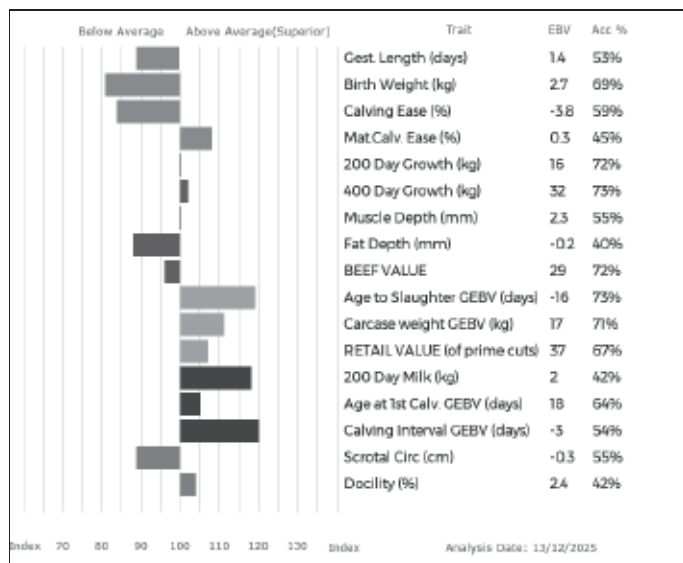 Below Average Above Average(Superior) Trait EBV Acc %
Gest. Length (days) 1.4 53%
Birth Weight (kg) 2.7 69%
Calving Ease (%) -3.8 59%
Mat.Calv. Ease (%) 0.3 45%
200 Day Growth (kg) 16 72%
400 Day Growth (kg) 32 73%
Muscle Depth (mm) 2.3 55%
Fat Depth (mm) -0.2 40%
BEEF VALUE 29 72%
Age to Slaughter GEBV (days) -16 73%
Carcase weight GEBV (kg) 17 71%
RETAIL VALUE (of prime cuts) 37 67%
200 Day Milk (kg) 2 42%
Age at 1st Calv. GEBV (days) 18 64%
Calving Interval GEBV (days) -3 54%
Scrotal Circ (cm) -0.3 55%
Docility (%) 2.4 42%
Index 70 80 90 100 110 120 130 Index Analysis Date: 13/12/2025